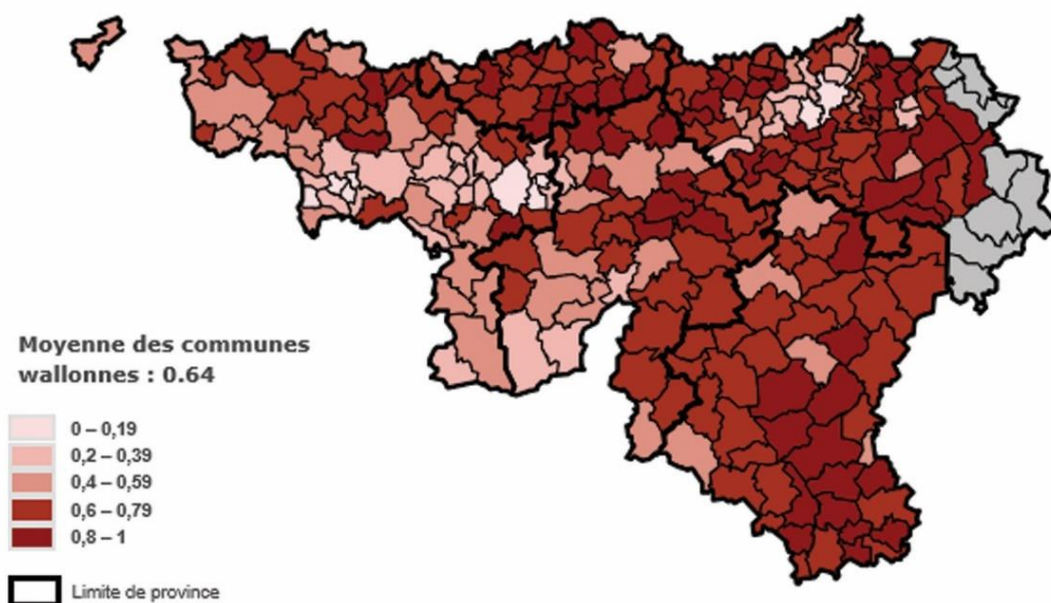 Moyenne des communes
wallonnes : 0.64
0 – 0,19
0,2 – 0,39
0,4 – 0,59
0,6 – 0,79
0,8 – 1
Limite de province